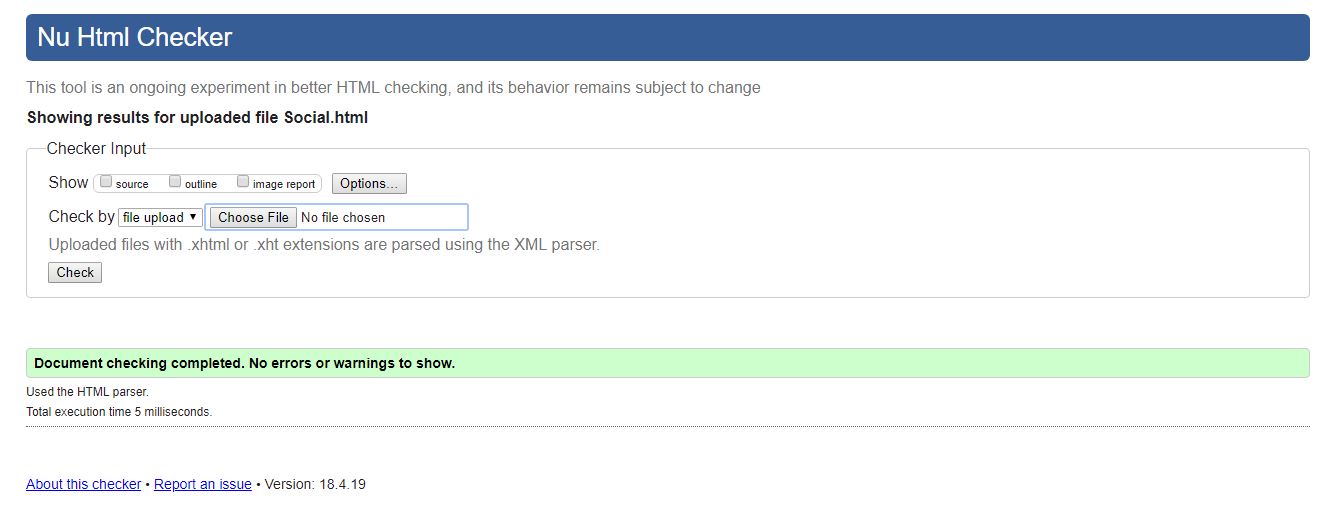 Nu Html Checker
This tool is an ongoing experiment in better HTML checking, and its behavior remains subject to change
Showing results for uploaded file Social.html
Checker Input
Show source outline image report Options...
Check by file upload Choose File No file chosen
Uploaded files with .xhtml or .xht extensions are parsed using the XML parser.
Check
Document checking completed. No errors or warnings to show.
Used the HTML parser.
Total execution time 5 milliseconds.
About this checker • Report an issue • Version: 18.4.19